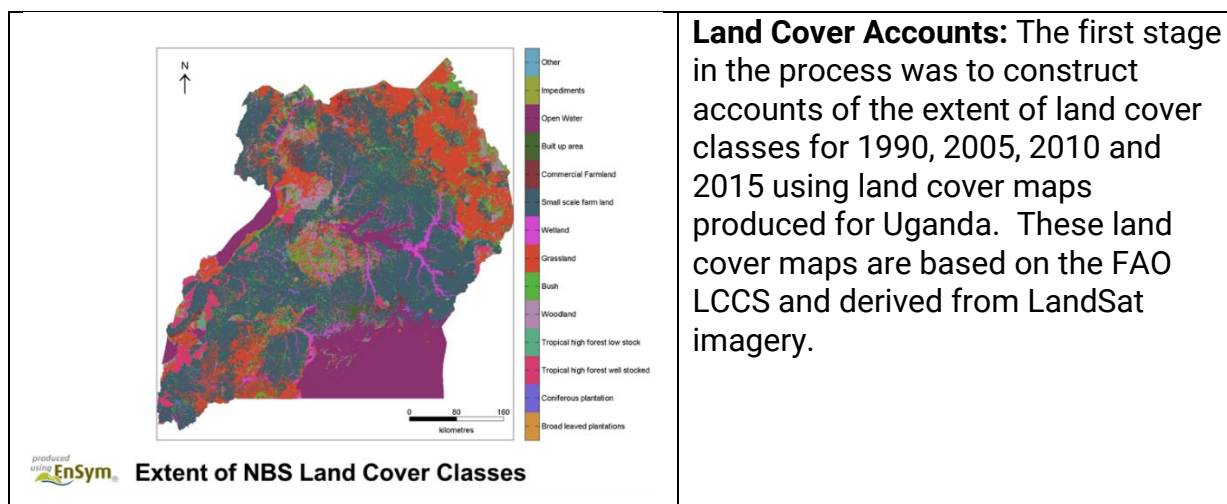 N
Other
Impediments
Open Water
Built up area
Commercial Farmland
Small scale farm land
Wetland
Grassland
Bush
Woodland
Tropical high forest low stock
Tropical high forest well stocked
Coniferous plantation
Broad leaved plantations
0 80 160
kilometres
produced
using EnSym®
Extent of NBS Land Cover Classes
Land Cover Accounts: The first stage
in the process was to construct
accounts of the extent of land cover
classes for 1990, 2005, 2010 and
2015 using land cover maps
produced for Uganda. These land
cover maps are based on the FAO
LCCS and derived from LandSat
imagery.